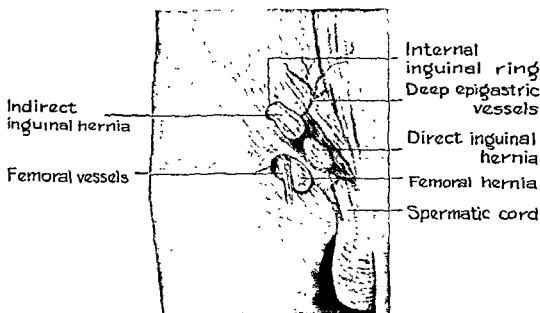 Internal
inguinal ring
Deep epigastric
vessels
Indirect
inguinal hernia
Direct inguinal
hernia
Femoral vessels
Femoral hernia
Spermatic cord